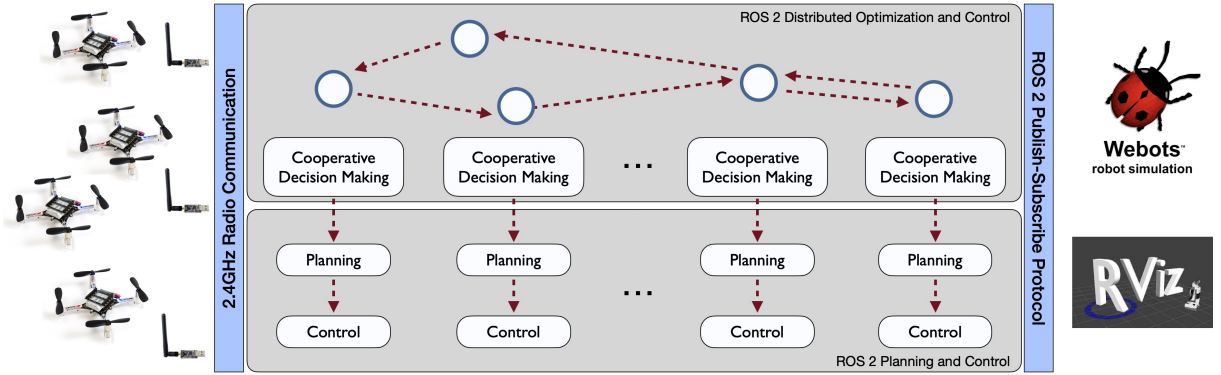 2.4GHz Radio Communication
ROS 2 Distributed Optimization and Control
Cooperative
Decision Making
Cooperative
Decision Making
...
Cooperative
Decision Making
Cooperative
Decision Making
Planning
Planning
Planning
Planning
...
Control
Control
Control
Control
ROS 2 Planning and Control
ROS 2 Publish-Subscribe Protocol
Webots™
robot simulation
RViz